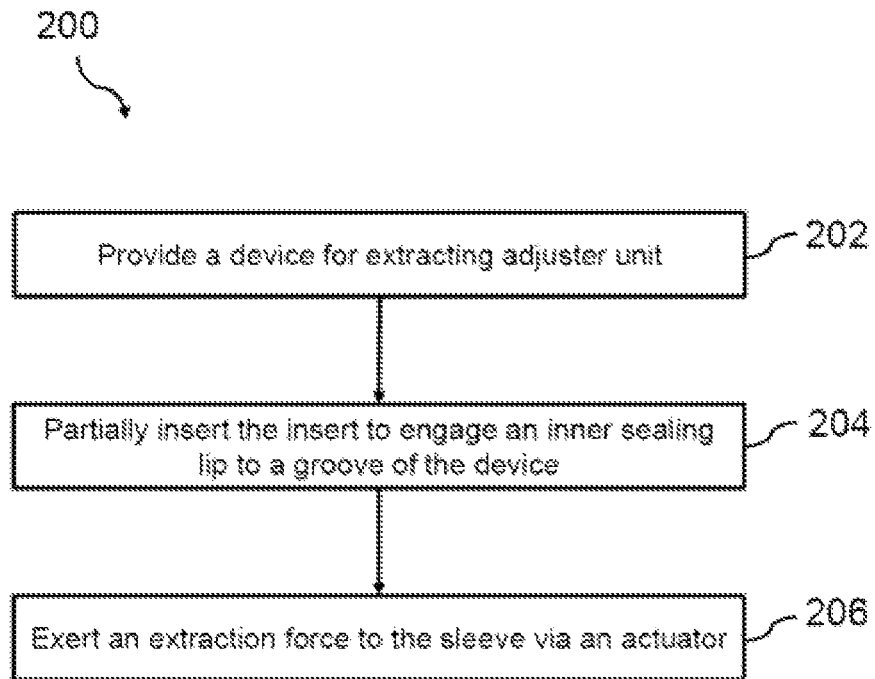 200
Provide a device for extracting adjuster unit
202
Partially insert the insert to engage an inner sealing
lip to a groove of the device
204
Exert an extraction force to the sleeve via an actuator
206